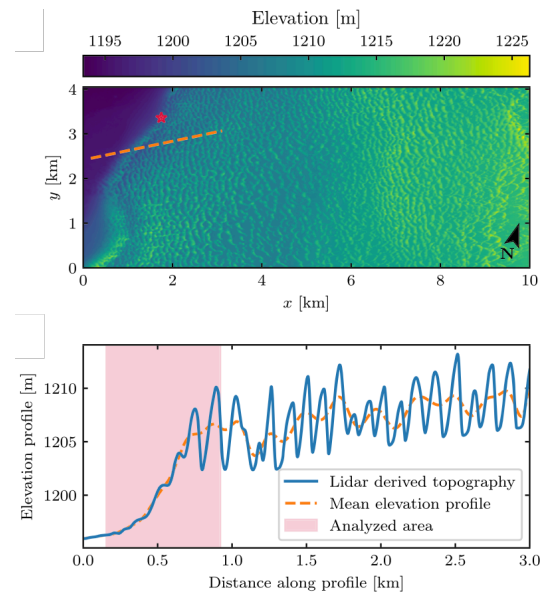 Elevation [m]
1195 1200 1205 1210 1215 1220 1225
4
3
2
1
0
y [km]
N
0 2 4 6 8 10
x [km]
1210
1205
1200
Elevation profile [m]
Lidar derived topography
Mean elevation profile
Analyzed area
0.0 0.5 1.0 1.5 2.0 2.5 3.0
Distance along profile [km]